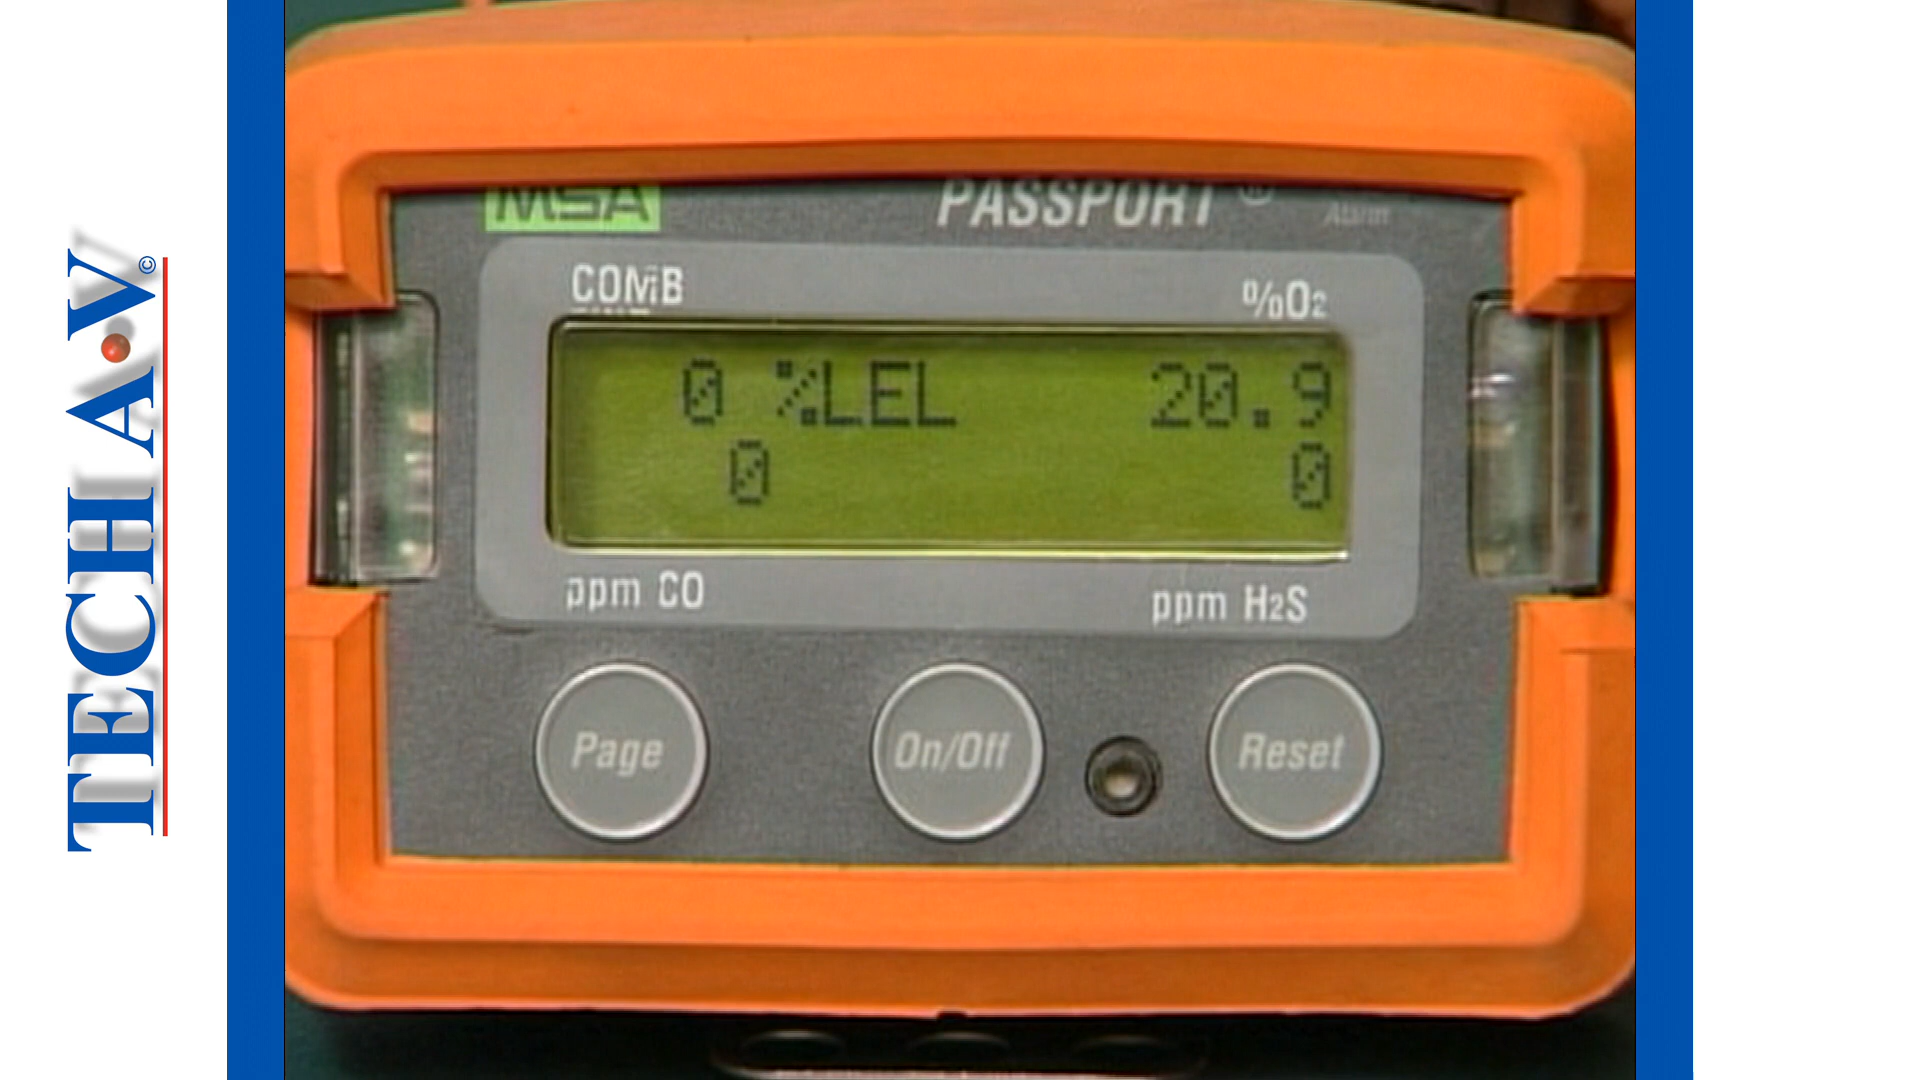 TECH A.V ©
MSA
PASSPORT ®
Alarm
COMB
%O2
0 %LEL 20.9
0 0
ppm CO
ppm H2S
Page
On/Off
Reset